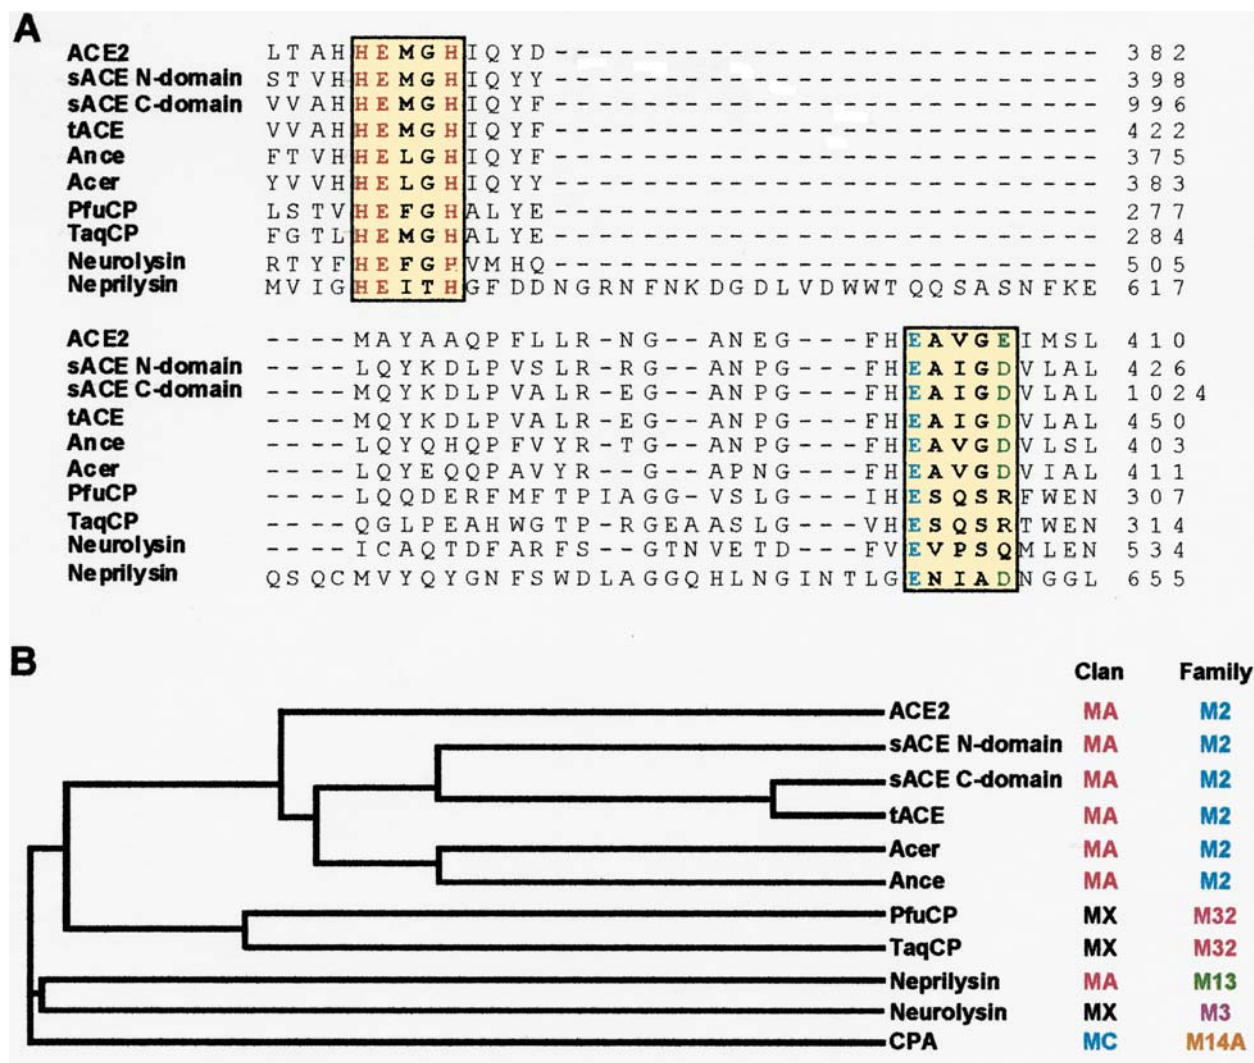 A
ACE2 LTAHHEMGHIQYD------------------------ 382
sACE N-domain STVHHEMGHIQYY------------------------ 398
sACE C-domain VVAHHEMGHIQYF------------------------ 996
tACE VVAHHEMGHIQYF------------------------ 422
Ance FTVHHELGHIQYF------------------------ 375
Acer YVVHHELGHIQYY------------------------ 383
PfuCP LSTVHEFGHALYE------------------------ 277
TaqCP FGTLHEMGHALYE------------------------ 284
Neurolysin RTYFHEFGHVMHQ------------------------ 505
Neprilysin MVIGHEITHGFDDNGRNFNKDGDLVDWWTQQSASNFKE 617
ACE2 ----MAYAAQPFLLR-NG--ANEG---FHEAVGEIMSL 410
sACE N-domain ----LQYKDLPVSLR-RG--ANPG---FHEAIGDVLAL 426
sACE C-domain ----MQYKDLPVALR-EG--ANPG---FHEAIGDVLAL 1024
tACE ----MQYKDLPVALR-EG--ANPG---FHEAIGDVLAL 450
Ance ----LQYQHQPFVYR-TG--ANPG---FHEAVGDVLSL 403
Acer ----LQYEQQPAVYR--G--APNG---FHEAVGDVIAL 411
PfuCP ----LQQDERFMFTPIAGG-VSLG---IHESQSRFWEN 307
TaqCP ----QGLPEAHWGTP-RGEAASLG---VHESQSRTWEN 314
Neurolysin ----ICAQTDFARFS--GTNVETD---FVEVPSQMLEN 534
Neprilysin QSQCMVYQYGNFSWDLAGGQHLNGINTLGENIADNGGL 655
B
Clan Family
ACE2 MA M2
sACE N-domain MA M2
sACE C-domain MA M2
tACE MA M2
Acer MA M2
Ance MA M2
PfuCP MX M32
TaqCP MX M32
Neprilysin MA M13
Neurolysin MX M3
CPA MC M14A